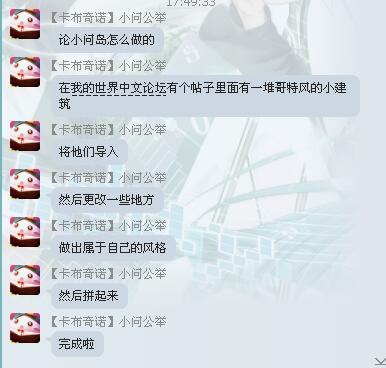 17:49:33
【卡布奇诺】小问公举
论小问岛怎么做的
【卡布奇诺】小问公举
在我的世界中文论坛有个帖子里面有一堆哥特风的小建
筑
【卡布奇诺】小问公举
将他们导入
【卡布奇诺】小问公举
然后更改一些地方
【卡布奇诺】小问公举
做出属于自己的风格
【卡布奇诺】小问公举
然后拼起来
【卡布奇诺】小问公举
完成啦